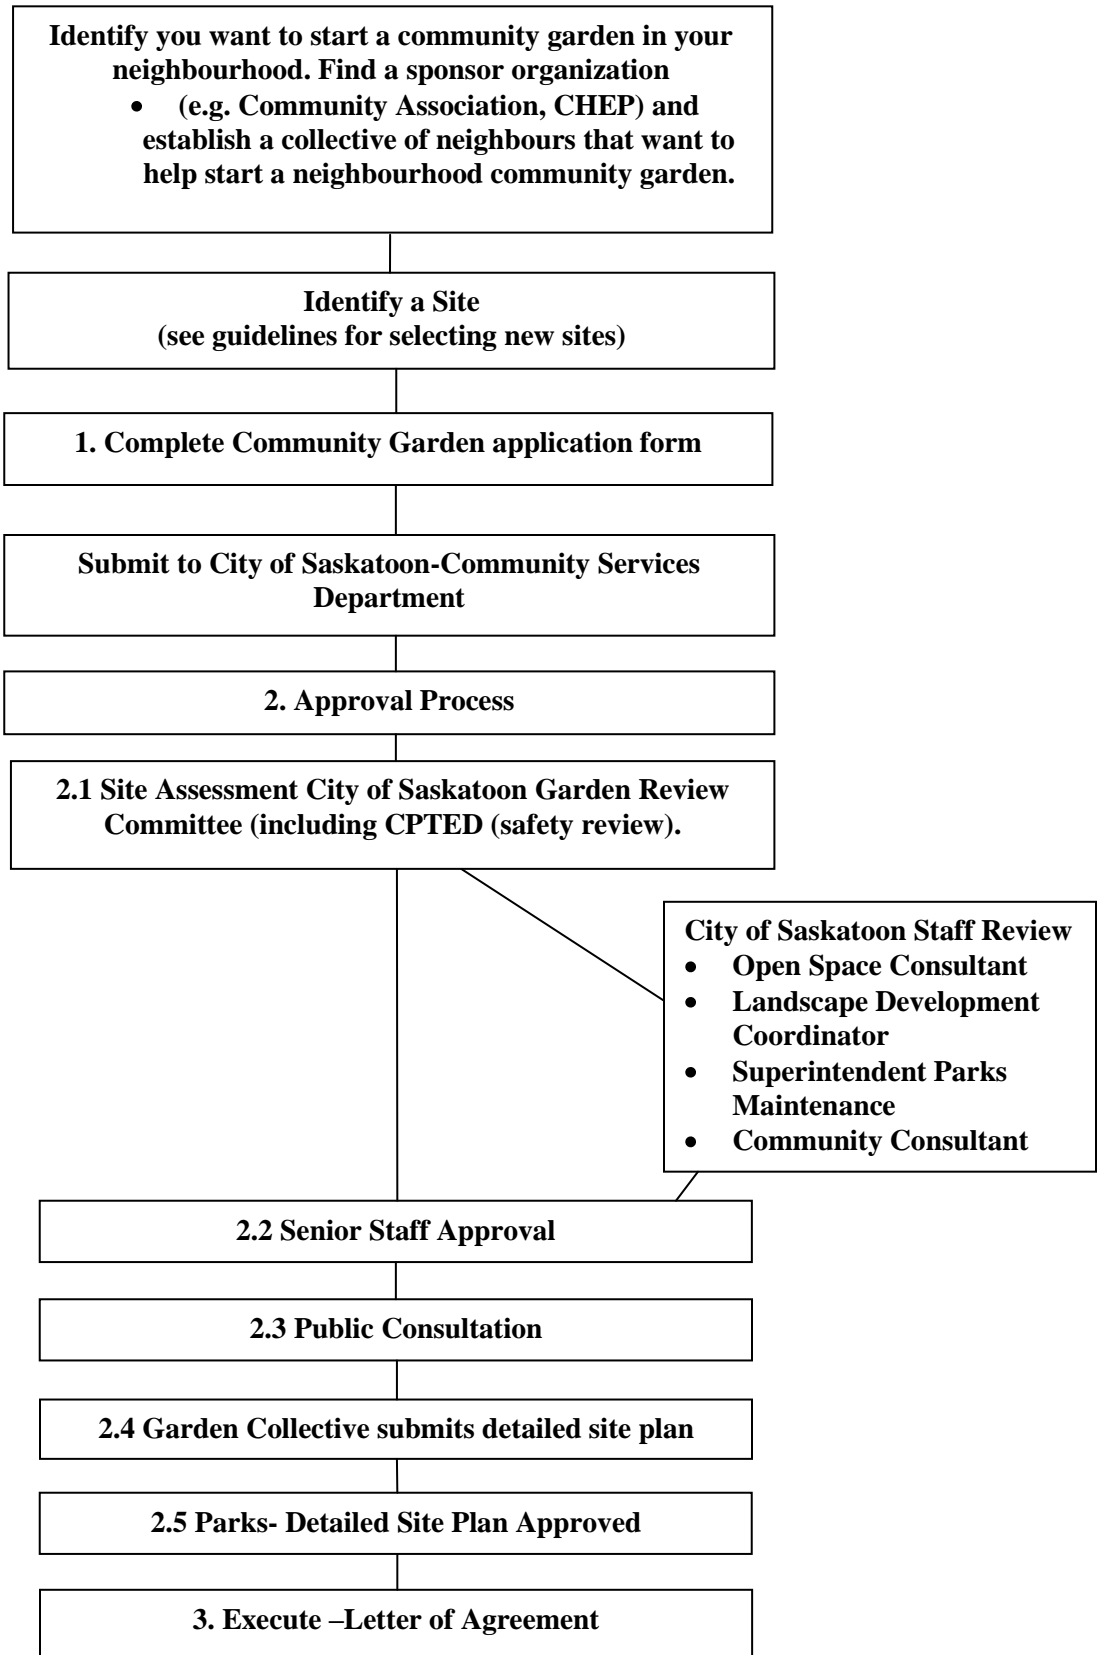 Identify you want to start a community garden in your
neighbourhood. Find a sponsor organization
• (e.g. Community Association, CHEP) and
establish a collective of neighbours that want to
help start a neighbourhood community garden.
Identify a Site
(see guidelines for selecting new sites)
1. Complete Community Garden application form
Submit to City of Saskatoon-Community Services
Department
2. Approval Process
2.1 Site Assessment City of Saskatoon Garden Review
Committee (including CPTED (safety review).
City of Saskatoon Staff Review
• Open Space Consultant
• Landscape Development
Coordinator
• Superintendent Parks
Maintenance
• Community Consultant
2.2 Senior Staff Approval
2.3 Public Consultation
2.4 Garden Collective submits detailed site plan
2.5 Parks- Detailed Site Plan Approved
3. Execute –Letter of Agreement